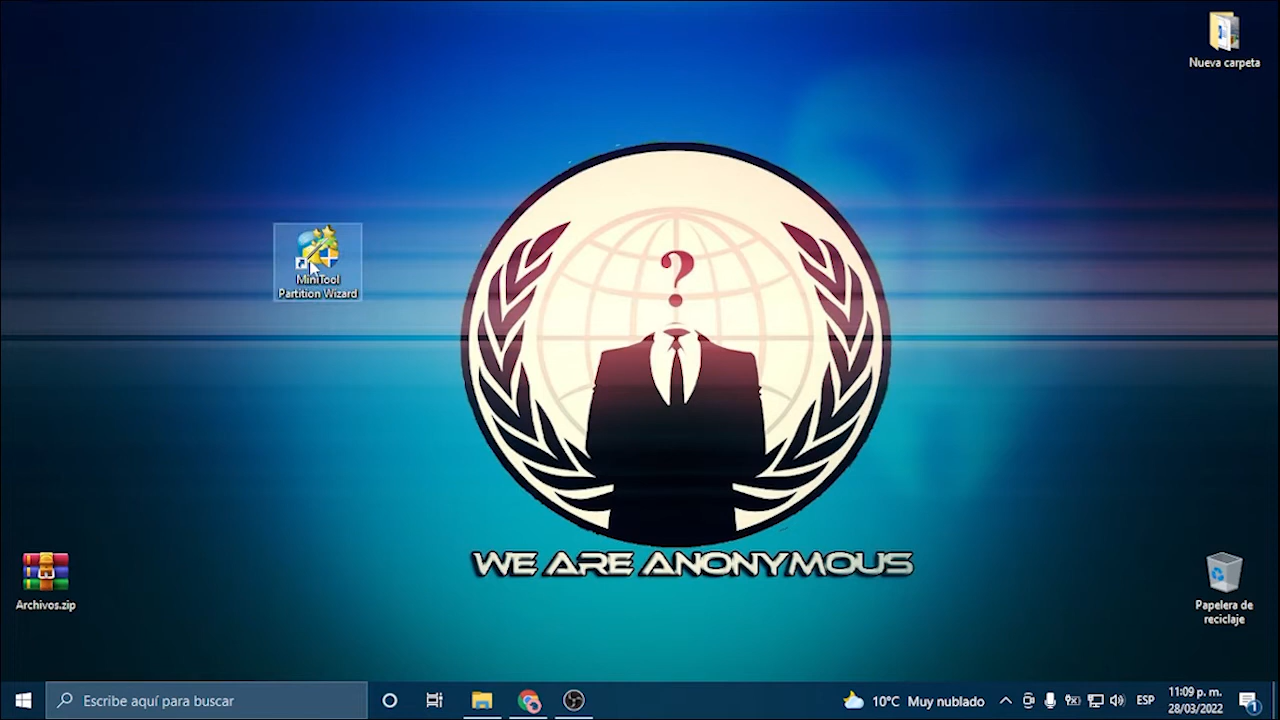 Nueva carpeta
MiniTool
Partition Wizard
?
WE ARE ANONYMOUS
Archivos.zip
Papelera de
reciclaje
Escribe aquí para buscar
10°C Muy nublado
ESP
11:09 p. m.
28/03/2022
1